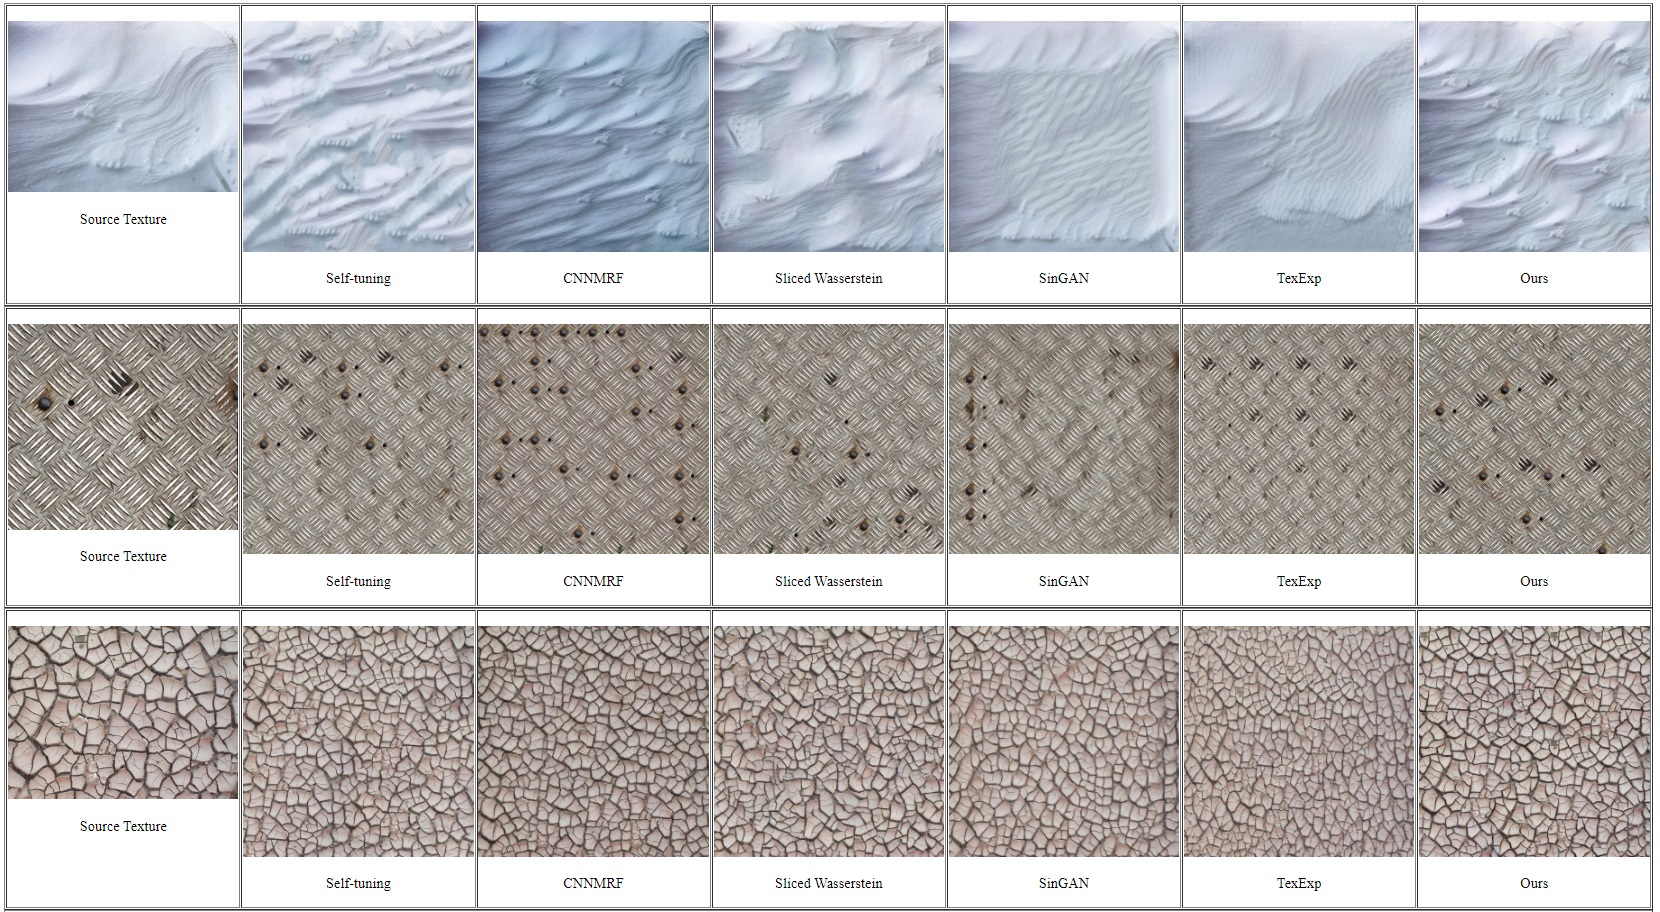 Source Texture
Self-tuning
CNNMRF
Sliced Wasserstein
SinGAN
TexExp
Ours
Source Texture
Self-tuning
CNNMRF
Sliced Wasserstein
SinGAN
TexExp
Ours
Source Texture
Self-tuning
CNNMRF
Sliced Wasserstein
SinGAN
TexExp
Ours